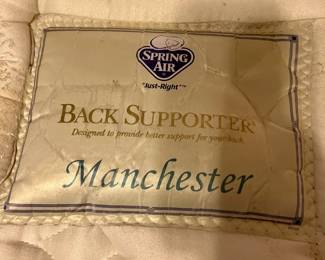 SPRING
AIR
"Just-Right"™
BACK SUPPORTER®
Designed to provide better support for your back.
Manchester